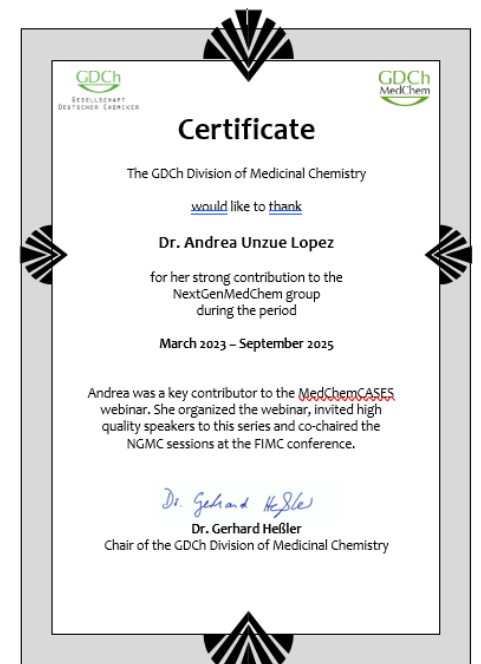 GDCh
GESELLSCHAFT
DEUTSCHER CHEMIKER
GDCh
MedChem
Certificate
The GDCh Division of Medicinal Chemistry
would like to thank
Dr. Andrea Unzue Lopez
for her strong contribution to the
NextGenMedChem group
during the period
March 2023 – September 2025
Andrea was a key contributor to the MedChemCASES
webinar. She organized the webinar, invited high
quality speakers to this series and co-chaired the
NGMC sessions at the FIMC conference.
Dr. Gerhard Heßler
Dr. Gerhard Heßler
Chair of the GDCh Division of Medicinal Chemistry